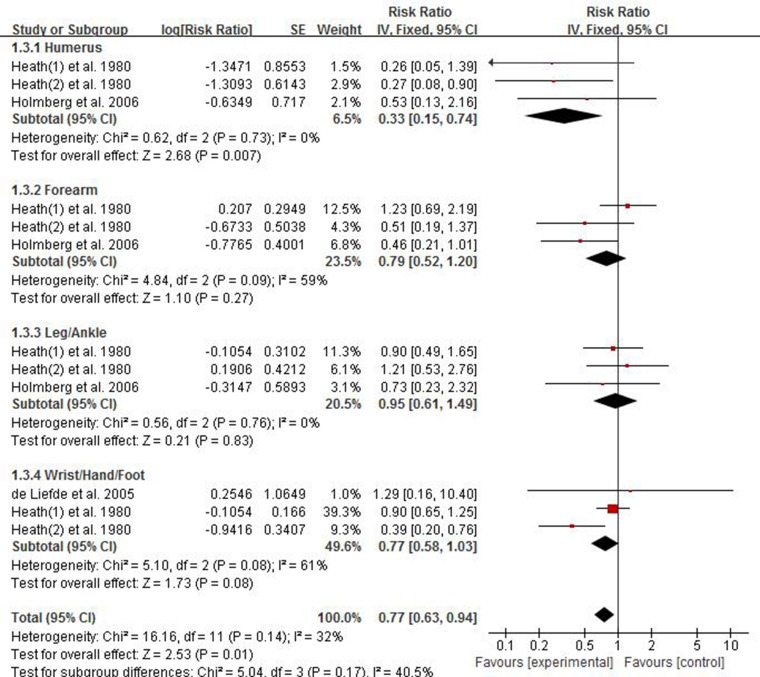 Risk Ratio Risk Ratio
Study or Subgroup log[Risk Ratio] SE Weight IV, Fixed, 95% CI IV, Fixed, 95% CI
1.3.1 Humerus
Heath(1) et al. 1980 -1.3471 0.8553 1.5% 0.26 [0.05, 1.39]
Heath(2) et al. 1980 -1.3093 0.6143 2.9% 0.27 [0.08, 0.90]
Holmberg et al. 2006 -0.6349 0.717 2.1% 0.53 [0.13, 2.16]
Subtotal (95% CI) 6.5% 0.33 [0.15, 0.74]
Heterogeneity: Chi² = 0.62, df = 2 (P = 0.73); I² = 0%
Test for overall effect: Z = 2.68 (P = 0.007)
1.3.2 Forearm
Heath(1) et al. 1980 0.207 0.2949 12.5% 1.23 [0.69, 2.19]
Heath(2) et al. 1980 -0.6733 0.5038 4.3% 0.51 [0.19, 1.37]
Holmberg et al. 2006 -0.7765 0.4001 6.8% 0.46 [0.21, 1.01]
Subtotal (95% CI) 23.5% 0.79 [0.52, 1.20]
Heterogeneity: Chi² = 4.84, df = 2 (P = 0.09); I² = 59%
Test for overall effect: Z = 1.10 (P = 0.27)
1.3.3 Leg/Ankle
Heath(1) et al. 1980 -0.1054 0.3102 11.3% 0.90 [0.49, 1.65]
Heath(2) et al. 1980 0.1906 0.4212 6.1% 1.21 [0.53, 2.76]
Holmberg et al. 2006 -0.3147 0.5893 3.1% 0.73 [0.23, 2.32]
Subtotal (95% CI) 20.5% 0.95 [0.61, 1.49]
Heterogeneity: Chi² = 0.56, df = 2 (P = 0.76); I² = 0%
Test for overall effect: Z = 0.21 (P = 0.83)
1.3.4 Wrist/Hand/Foot
de Liefde et al. 2005 0.2546 1.0649 1.0% 1.29 [0.16, 10.40]
Heath(1) et al. 1980 -0.1054 0.166 39.3% 0.90 [0.65, 1.25]
Heath(2) et al. 1980 -0.9416 0.3407 9.3% 0.39 [0.20, 0.76]
Subtotal (95% CI) 49.6% 0.77 [0.58, 1.03]
Heterogeneity: Chi² = 5.10, df = 2 (P = 0.08); I² = 61%
Test for overall effect: Z = 1.73 (P = 0.08)
Total (95% CI) 100.0% 0.77 [0.63, 0.94]
Heterogeneity: Chi² = 16.16, df = 11 (P = 0.14); I² = 32%
Test for overall effect: Z = 2.53 (P = 0.01)
Test for subgroup differences: Chi² = 5.04, df = 3 (P = 0.17), I² = 40.5%
0.1 0.2 0.5 1 2 5 10
Favours [experimental] Favours [control]